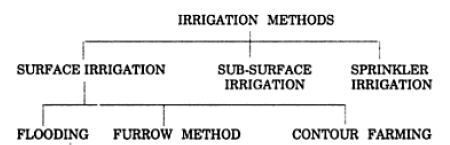 IRRIGATION METHODS
SURFACE IRRIGATION
SUB-SURFACE
IRRIGATION
SPRINKLER
IRRIGATION
FLOODING
FURROW METHOD
CONTOUR FARMING